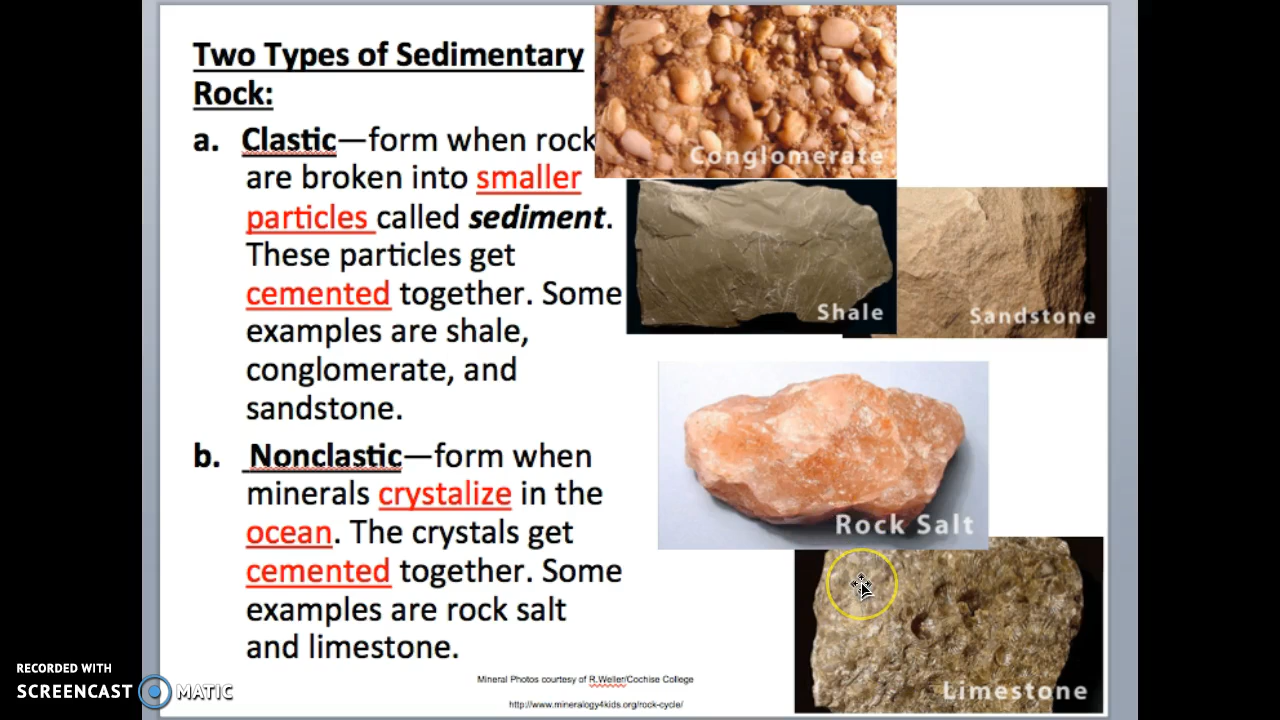 Two Types of Sedimentary
Rock:
a. Clastic—form when rock
are broken into smaller
particles called sediment.
These particles get
cemented together. Some
examples are shale,
conglomerate, and
sandstone.
b. Nonclastic—form when
minerals crystalize in the
ocean. The crystals get
cemented together. Some
examples are rock salt
and limestone.
Conglomerate
Shale
Sandstone
Rock Salt
Limestone
Mineral Photos courtesy of R.Weller/Cochise College
http://www.mineralogy4kids.org/rock-cycle/
RECORDED WITH
SCREENCAST MATIC